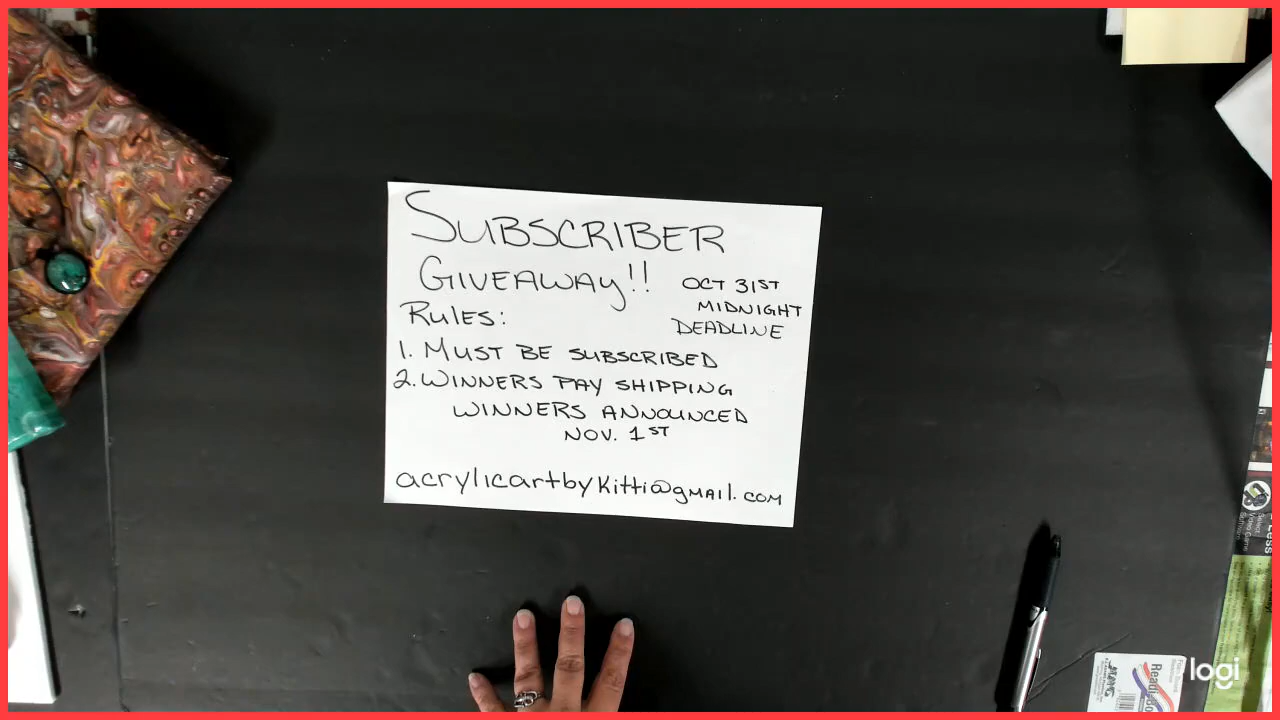 SUBSCRIBER
GIVEAWAY!!
OCT 31ST
MIDNIGHT
DEADLINE
RULES:
1. MUST BE SUBSCRIBED
2. WINNERS PAY SHIPPING
WINNERS ANNOUNCED
NOV. 1ST
acrylicartbykitti@gmail.com
logi